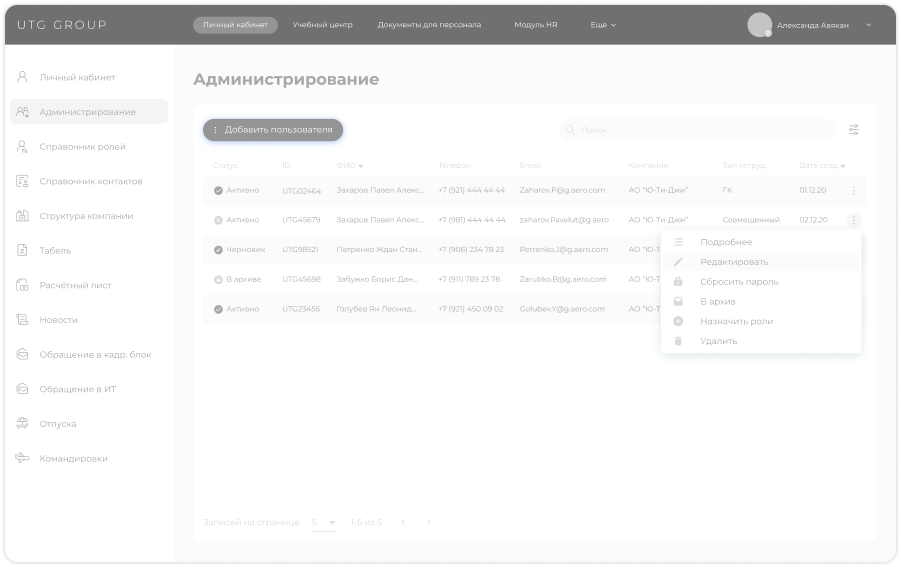 UTG GROUP
Личный кабинет
Учебный центр
Документы для персонала
Модуль HR
Еще
Александа Авякан
Личный кабинет
Администрирование
Справочник ролей
Справочник контактов
Структура компании
Табель
Расчётный лист
Новости
Обращение в кадр. блок
Обращение в ИТ
Отпуска
Командировки
Администрирование
Добавить пользователя
Поиск
Статус ID ФИО Телефон Email Компания Тип сотруд. Дата созд.
Активно UTG02464 Захаров Павел Алекс... +7 (921) 444 44 44 Zaharov.P@g.aero.com АО "Ю-Ти-Джи" ГК 01.12.20
Активно UTG45679 Захаров Павел Алекс... +7 (981) 444 44 44 zaharov.Pavelut@g.aero АО "Ю-Ти-Джи" Совмещенный 02.12.20
Черновик UTG98521 Петренко Ждан Стан... +7 (906) 234 78 23 Petrenko.J@g.aero.com АО "Ю-Т
В архиве UTG45698 Забужко Борис Дан... +7 (911) 789 23 78 Zarubko.B@g.aero.com АО "Ю-Т
Активно UTG23456 Голубев Ян Леонид... +7 (921) 450 09 02 Golubev.Y@g.aero.com АО "Ю-Т
Подробнее
Редактировать
Сбросить пароль
В архив
Назначить роли
Удалить
Записей на странице 5 1-5 из 5